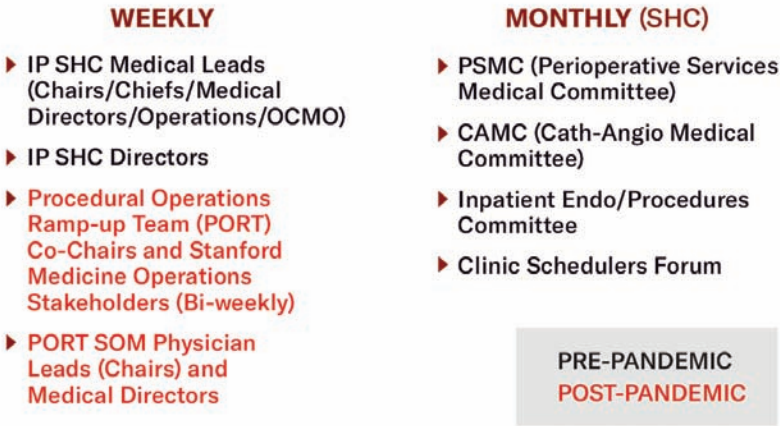 WEEKLY
IP SHC Medical Leads
(Chairs/Chiefs/Medical
Directors/Operations/OCMO)
IP SHC Directors
Procedural Operations
Ramp-up Team (PORT)
Co-Chairs and Stanford
Medicine Operations
Stakeholders (Bi-weekly)
PORT SOM Physician
Leads (Chairs) and
Medical Directors
MONTHLY (SHC)
PSMC (Perioperative Services
Medical Committee)
CAMC (Cath-Angio Medical
Committee)
Inpatient Endo/Procedures
Committee
Clinic Schedulers Forum
PRE-PANDEMIC
POST-PANDEMIC